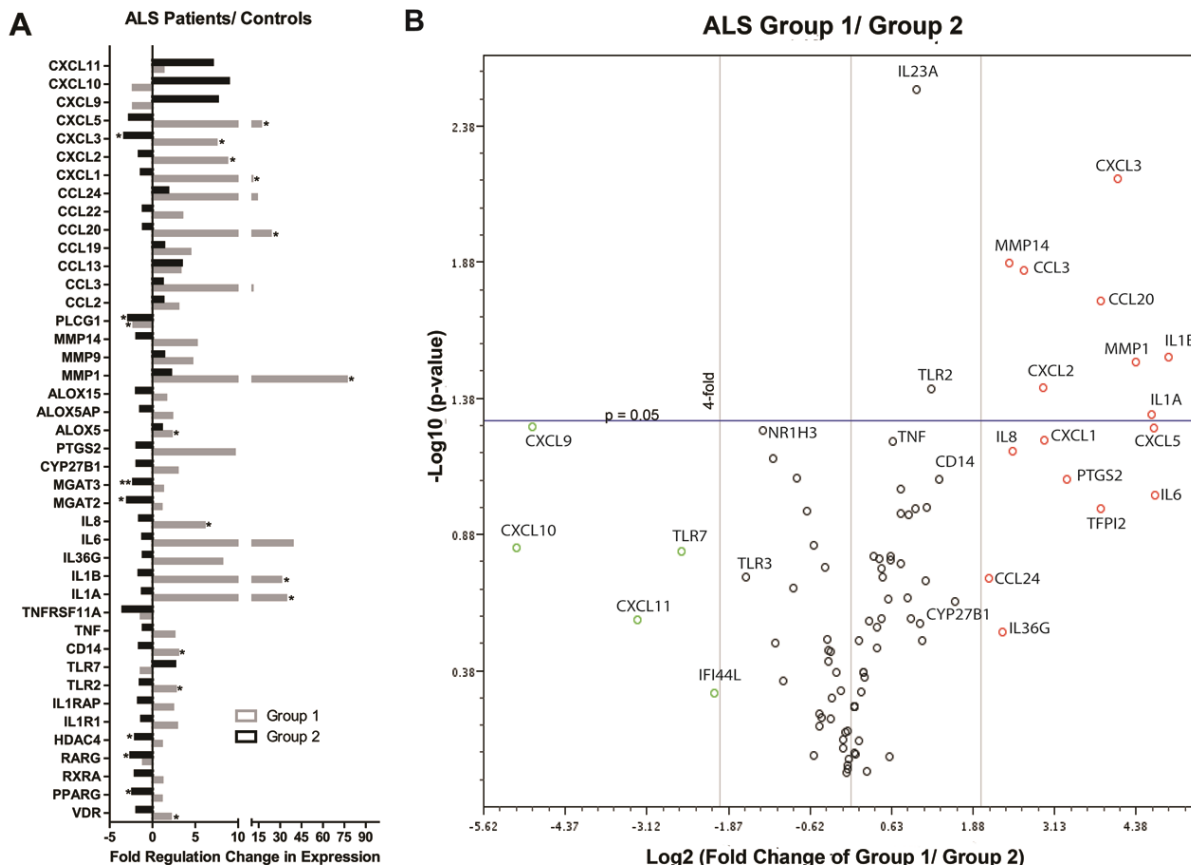 A
ALS Patients/ Controls
CXCL11
CXCL10
CXCL9
CXCL5
*
CXCL3
* *
CXCL2
*
CXCL1
*
CCL24
CCL22
CCL20
*
CCL19
CCL13
CCL3
CCL2
PLCG1
* *
MMP14
MMP9
MMP1
*
ALOX15
ALOX5AP
ALOX5
*
PTGS2
CYP27B1
MGAT3
**
MGAT2
*
IL8
*
IL6
IL36G
IL1B
*
IL1A
*
TNFRSF11A
TNF
CD14
*
TLR7
TLR2
*
IL1RAP
IL1R1
HDAC4
*
RARG
*
RXRA
PPARG
*
VDR
*
Group 1
Group 2
-5 0 5 10 15 30 45 60 75 90
Fold Regulation Change in Expression
B
ALS Group 1/ Group 2
IL23A
2.38
CXCL3
MMP14
1.88
CCL3
CCL20
MMP1
IL1B
TLR2
CXCL2
4-fold
1.38
IL1A
p = 0.05
CXCL9
NR1H3
TNF
IL8
CXCL1
CXCL5
CD14
PTGS2
IL6
TFPI2
CXCL10
0.88
TLR7
TLR3
CCL24
CXCL11
CYP27B1
IL36G
0.38
IFI44L
-Log10 (p-value)
-5.62 -4.37 -3.12 -1.87 -0.62 0.63 1.88 3.13 4.38
Log2 (Fold Change of Group 1/ Group 2)